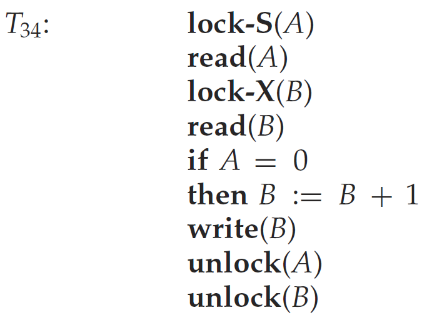 T34: lock-S(A)
read(A)
lock-X(B)
read(B)
if A = 0
then B := B + 1
write(B)
unlock(A)
unlock(B)